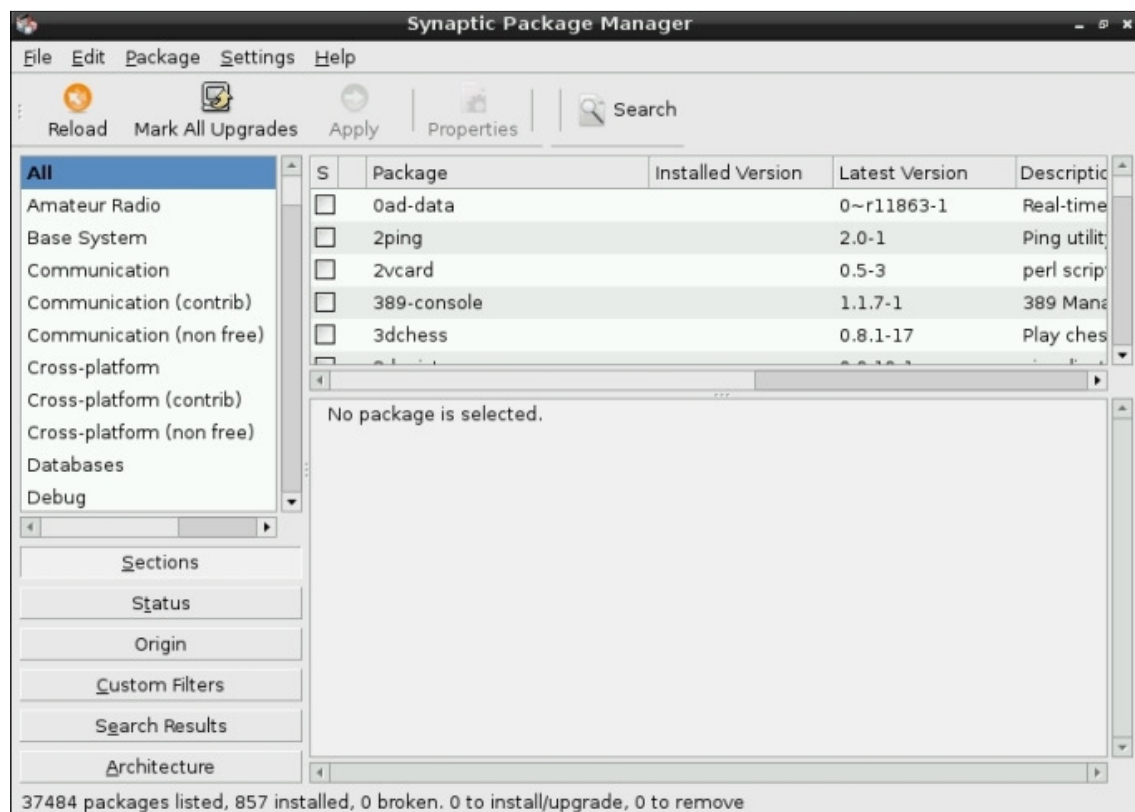 Synaptic Package Manager
File Edit Package Settings Help
Reload Mark All Upgrades Apply Properties Search
All
Amateur Radio
Base System
Communication
Communication (contrib)
Communication (non free)
Cross-platform
Cross-platform (contrib)
Cross-platform (non free)
Databases
Debug
S Package Installed Version Latest Version Descriptic
0ad-data 0~r11863-1 Real-time
2ping 2.0-1 Ping utilit
2vcard 0.5-3 perl scrip
389-console 1.1.7-1 389 Mana
3dchess 0.8.1-17 Play ches
No package is selected.
Sections
Status
Origin
Custom Filters
Search Results
Architecture
37484 packages listed, 857 installed, 0 broken. 0 to install/upgrade, 0 to remove